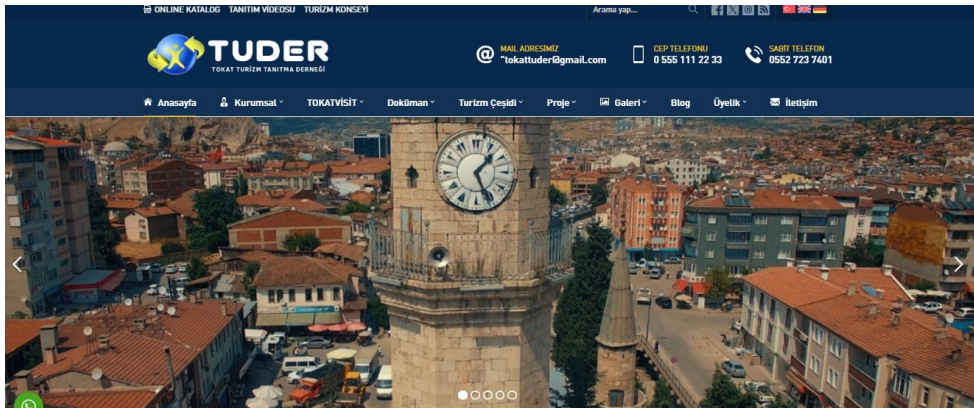 ONLINE KATALOG TANITIM VİDEOSU TURİZM KONSEYİ
Arama yap...
TUDER
TOKAT TURİZM TANITMA DERNEĞİ
MAIL ADRESİMİZ
"tokattuder@gmail.com
CEP TELEFONU
0 555 111 22 33
SABİT TELEFON
0552 723 7401
Anasayfa Kurumsal TOKATVİSİT Doküman Turizm Çeşidi Proje Galeri Blog Üyelik İletişim